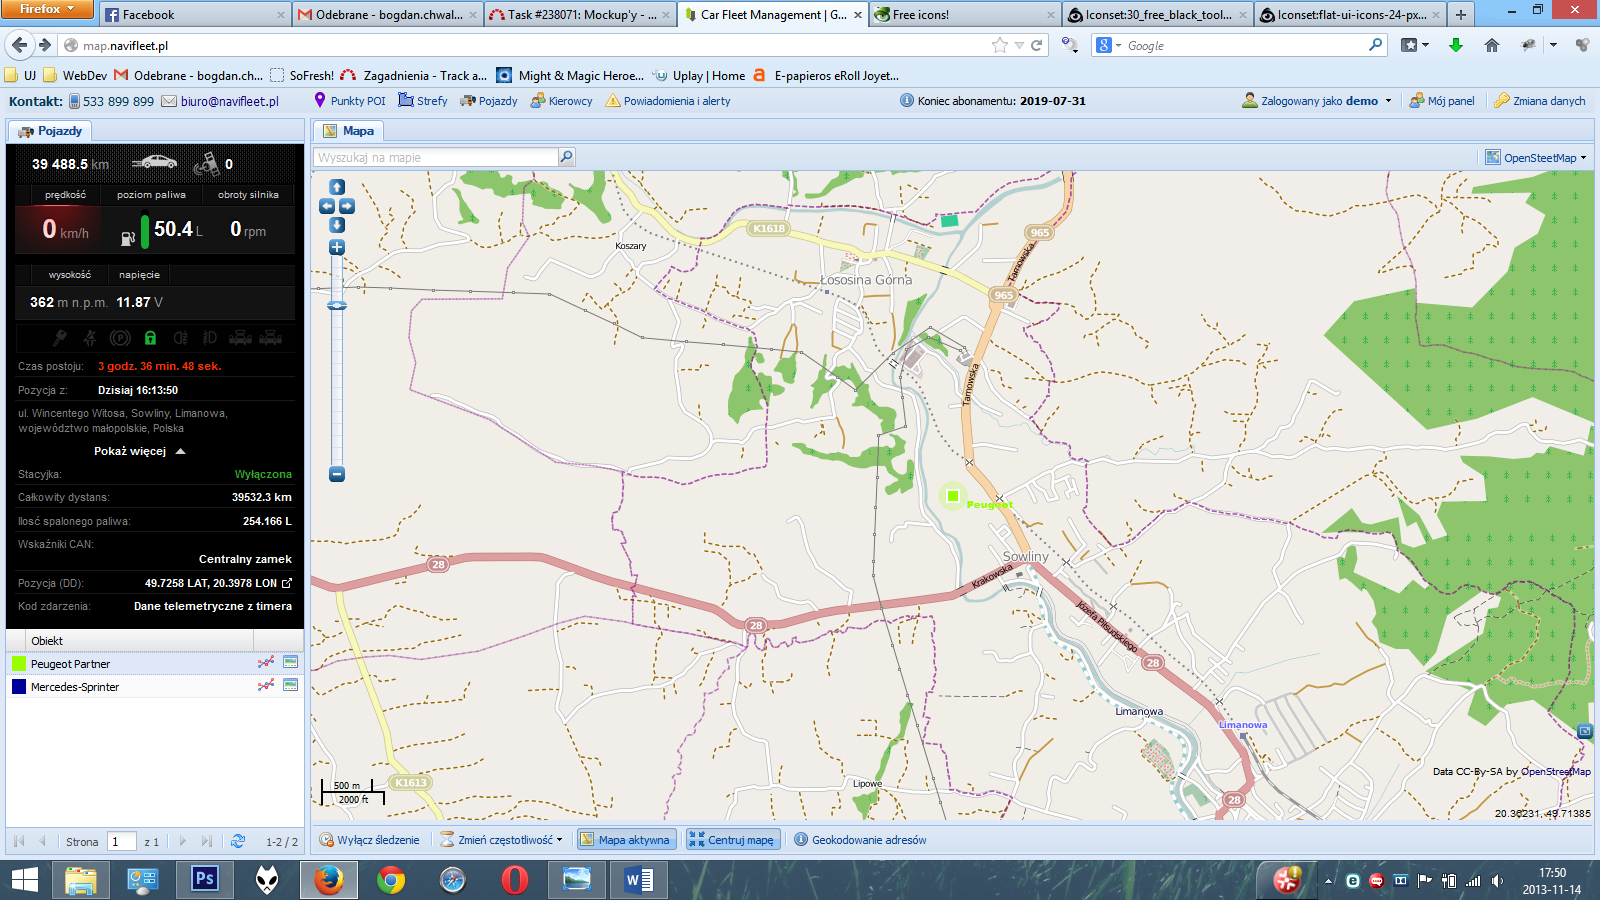 Firefox
Facebook
Odebrane - bogdan.chwal...
Task #238071: Mockup'y - ...
Car Fleet Management | G...
Free icons!
Iconset:30_free_black_tool...
Iconset:flat-ui-icons-24-px...
map.navifleet.pl
Google
UJ
WebDev
Odebrane - bogdan.ch...
SoFresh!
Zagadnienia - Track a...
Might & Magic Heroe...
Uplay | Home
E-papieros eRoll Joyet...
Kontakt: 533 899 899 biuro@navifleet.pl
Punkty POI
Strefy
Pojazdy
Kierowcy
Powiadomienia i alerty
Koniec abonamentu: 2019-07-31
Zalogowany jako demo
Mój panel
Zmiana danych
Pojazdy
Mapa
Wyszukaj na mapie
OpenSteetMap
39 488.5 km
0
prędkość
poziom paliwa
obroty silnika
0 km/h
50.4 L
0 rpm
wysokość
napięcie
362 m n.p.m.
11.87 V
Czas postoju: 3 godz. 36 min. 48 sek.
Pozycja z: Dzisiaj 16:13:50
ul. Wincentego Witosa, Sowliny, Limanowa,
województwo małopolskie, Polska
Pokaż więcej
Stacyjka: Wyłączona
Całkowity dystans: 39532.3 km
Ilość spalonego paliwa: 254.166 L
Wskaźniki CAN:
Centralny zamek
Pozycja (DD): 49.7258 LAT, 20.3978 LON
Kod zdarzenia: Dane telemetryczne z timera
Obiekt
Peugeot Partner
Mercedes-Sprinter
Strona 1 z 1
1-2 / 2
K1618
Koszary
Łososina Górna
965
Tarnowska
965
Tarnowska
Peugeot
Sowliny
28
Krakowska
28
Józefa Piłsudskiego
28
Limanowa
Limanowa
K1613
Lipowe
28
500 m
2000 ft
Data CC-By-SA by OpenStreetMap
20.36231, 49.71385
Wyłącz śledzenie
Zmień częstotliwość
Mapa aktywna
Centruj mapę
Geokodowanie adresów
Ps
W
17:50
2013-11-14